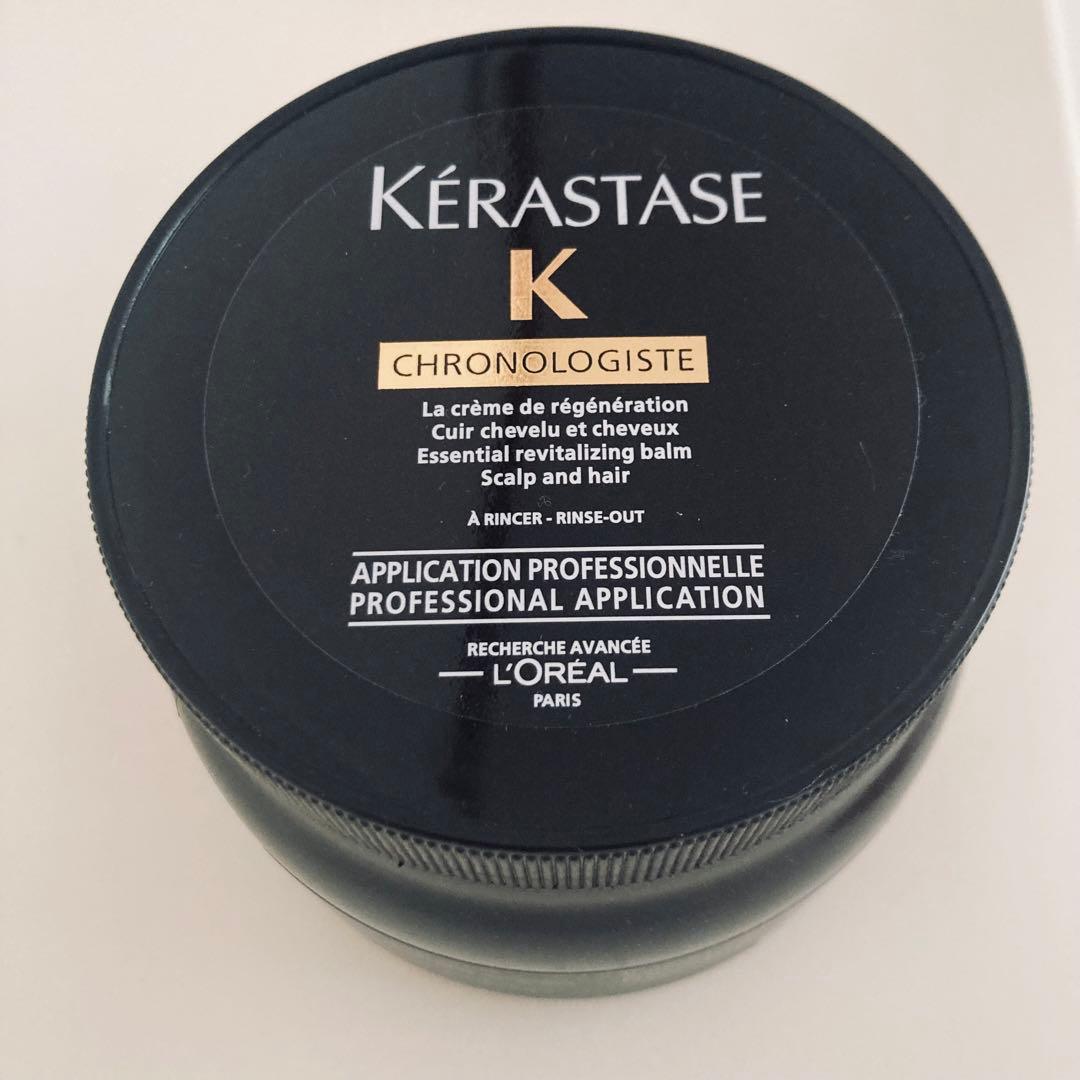 KÉRASTASE
K
CHRONOLOGISTE
La crème de régénération
Cuir chevelu et cheveux
Essential revitalizing balm
Scalp and hair
À RINCER - RINSE-OUT
APPLICATION PROFESSIONNELLE
PROFESSIONAL APPLICATION
RECHERCHE AVANCÉE
L'ORÉAL
PARIS